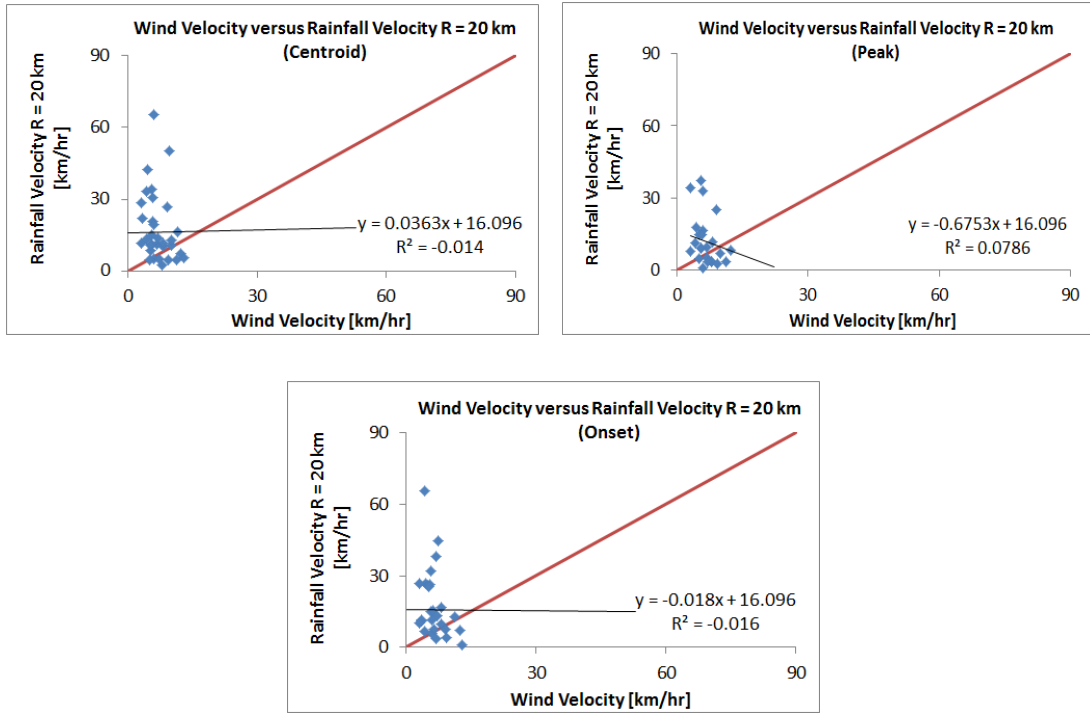 Wind Velocity versus Rainfall Velocity R = 20 km
(Centroid)
90
60
30
0
Rainfall Velocity R = 20 km
[km/hr]
y = 0.0363x + 16.096
R² = -0.014
0 30 60 90
Wind Velocity [km/hr]
Wind Velocity versus Rainfall Velocity R = 20 km
(Peak)
90
60
30
0
Rainfall Velocity R = 20 km
[km/hr]
y = -0.6753x + 16.096
R² = 0.0786
0 30 60 90
Wind Velocity [km/hr]
Wind Velocity versus Rainfall Velocity R = 20 km
(Onset)
90
60
30
0
Rainfall Velocity R = 20 km
[km/hr]
y = -0.018x + 16.096
R² = -0.016
0 30 60 90
Wind Velocity [km/hr]